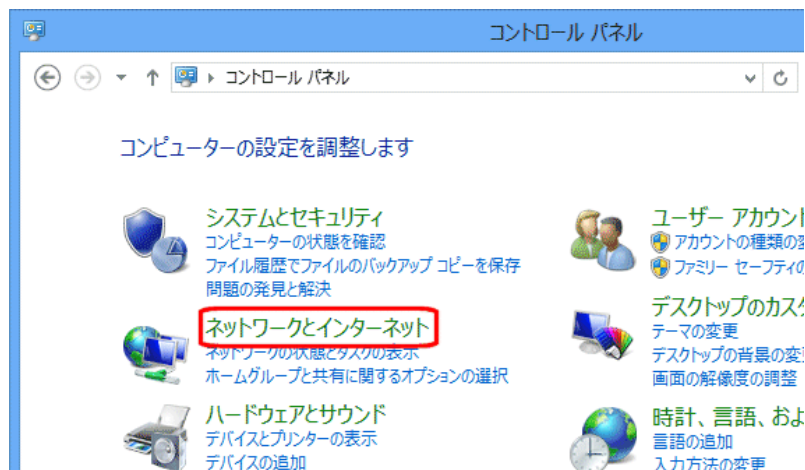 コントロール パネル
コントロール パネル
コンピューターの設定を調整します
システムとセキュリティ
コンピューターの状態を確認
ファイル履歴でファイルのバックアップ コピーを保存
問題の発見と解決
ネットワークとインターネット
ネットワークの状態とタスクの表示
ホームグループと共有に関するオプションの選択
ハードウェアとサウンド
デバイスとプリンターの表示
デバイスの追加
ユーザー アカウント
アカウントの種類の変
ファミリー セーフティの
デスクトップのカスタ
テーマの変更
デスクトップの背景の変更
画面の解像度の調整
時計、言語、およ
言語の追加
入力方法の変更